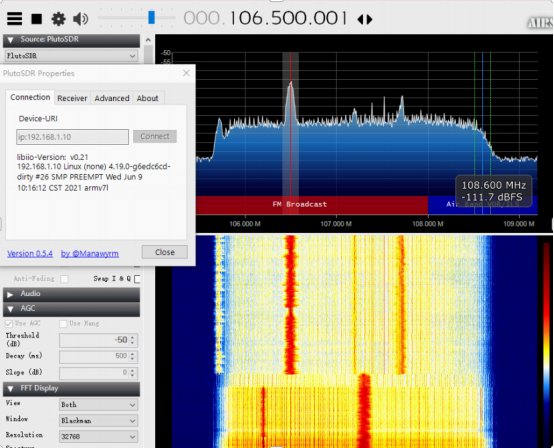 000.106.500.001
AIRS
Source: PlutoSDR
PlutoSDR
PlutoSDR Properties
Connection Receiver Advanced About
Device-URI
ip:192.168.1.10 Connect
libiio-Version: v0.21
192.168.1.10 Linux (none) 4.19.0-g6edc6cd-
dirty #26 SMP PREEMPT Wed Jun 9
10:16:12 CST 2021 armv7l
Version 0.5.4 by @Manawyrm Close
-50
108.600 MHz
-111.7 dBFS
FM Broadcast Air Band VOR/ILS
106.000 M 107.000 M 108.000 M 109.000 M
Anti-Fading Swap I & Q
Audio
AGC
Use AGC Use Hang
Threshold
(dB) -50
Decay (ms) 500
Slope (dB) 0
FFT Display
View Both
Window Blackman
Resolution 32768